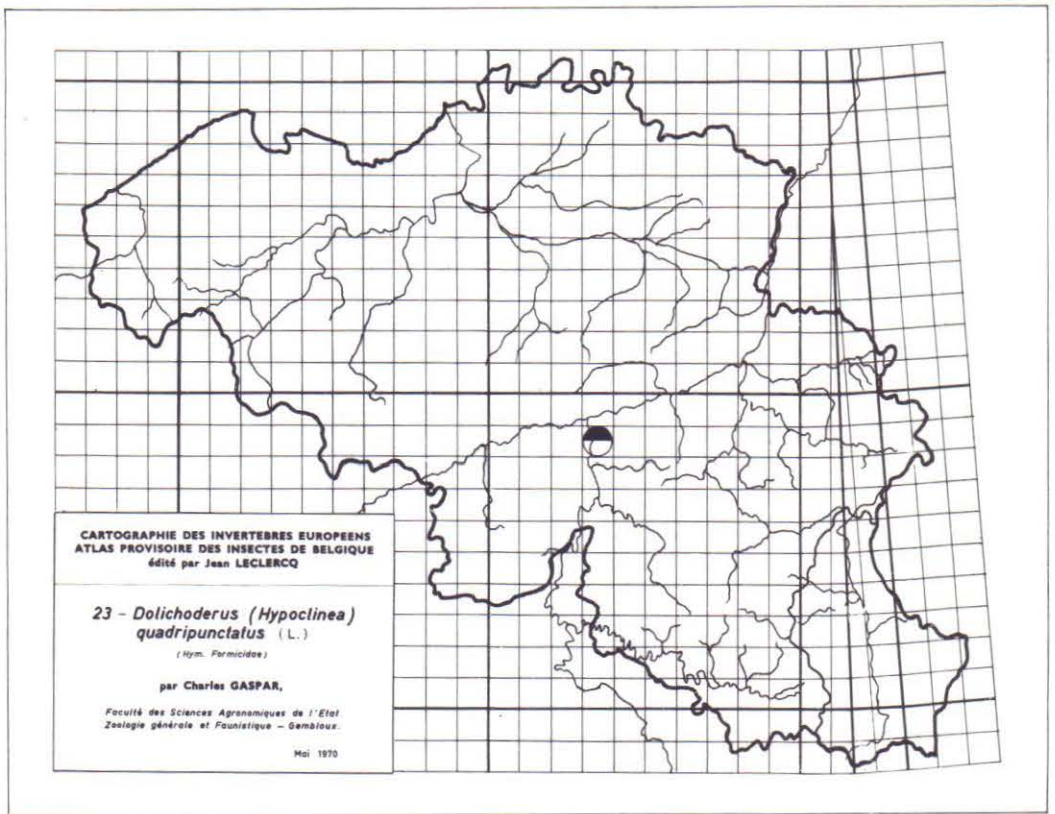 CARTOGRAPHIE DES INVERTEBRES EUROPEENS
ATLAS PROVISOIRE DES INSECTES DE BELGIQUE
édité par Jean LECLERCQ
23 – Dolichoderus (Hypoclinea)
quadripunctatus (L.)
(Hym. Formicidae)
par Charles GASPAR,
Faculté des Sciences Agronomiques de l'Etat
Zoologie générale et Faunistique – Gembloux.
Mai 1970